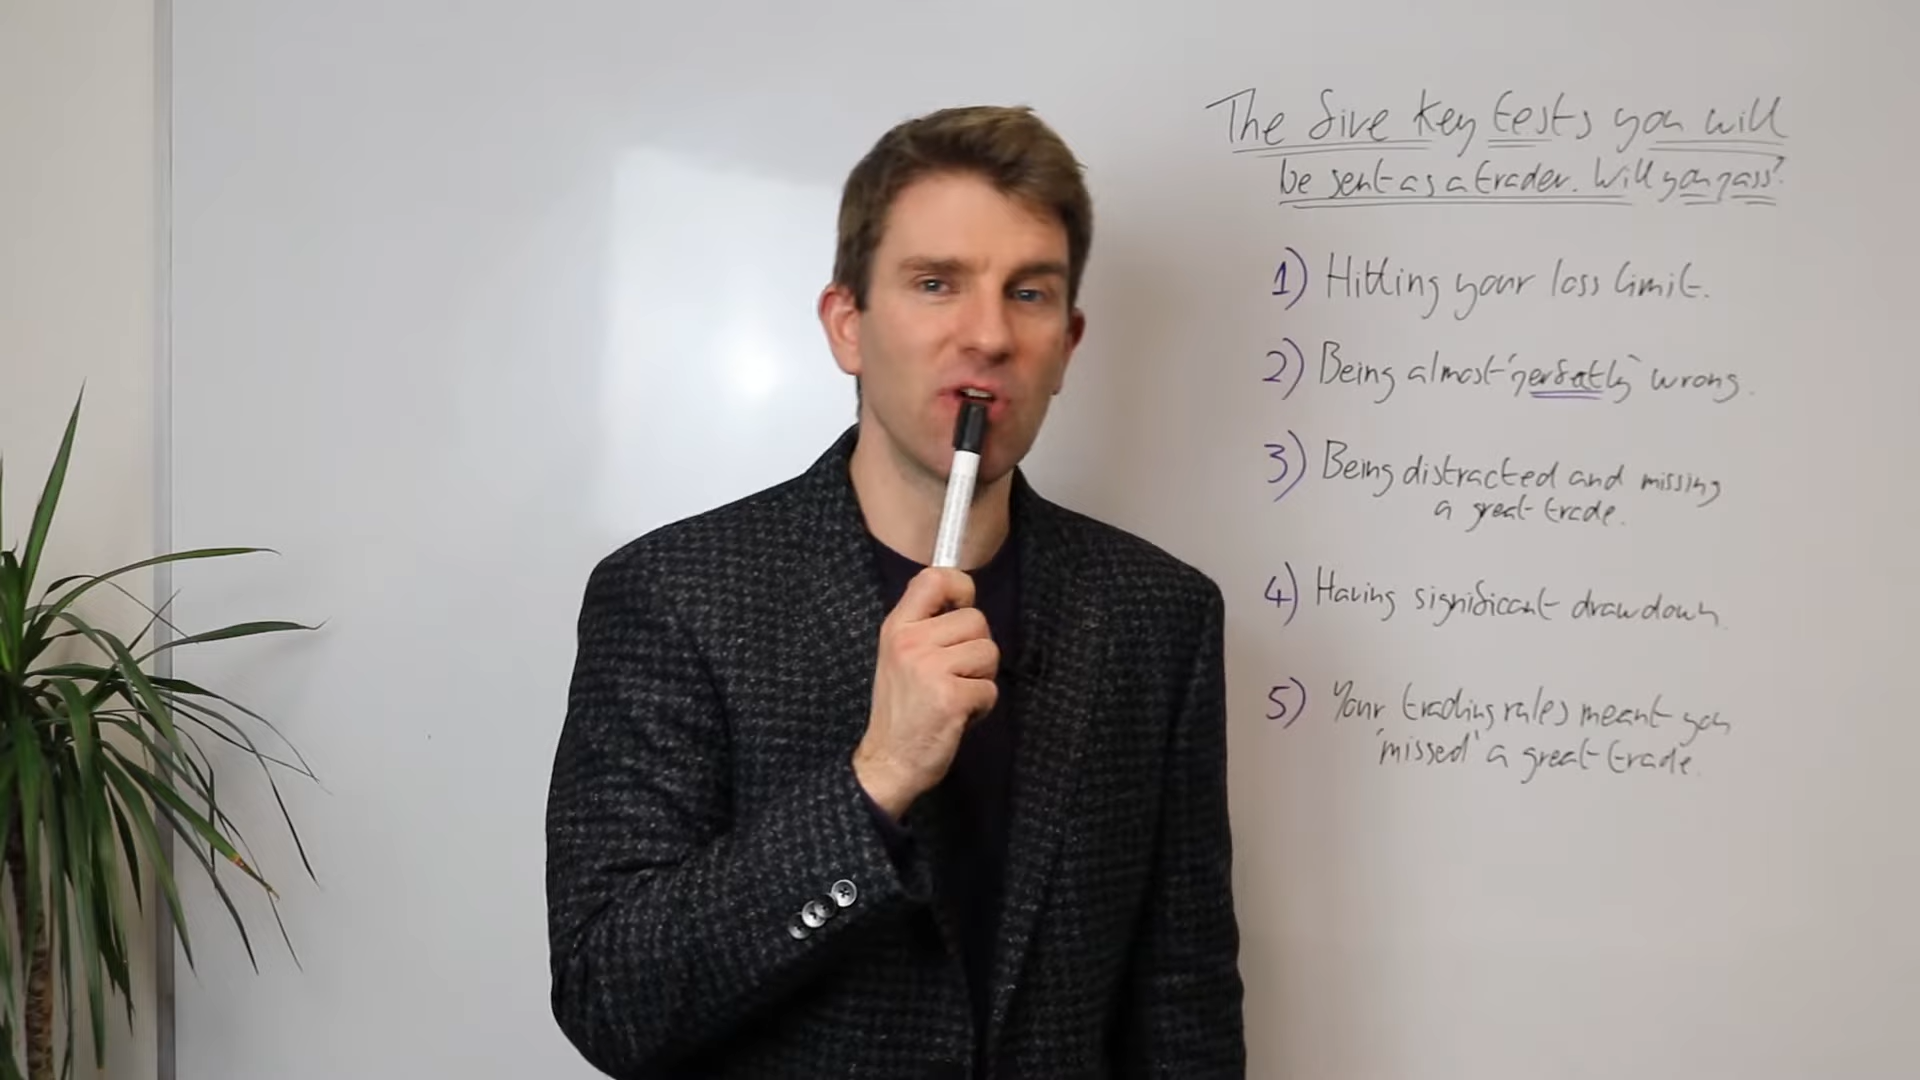 The five key tests you will
be sent as a trader. Will you pass?
1) Hitting your loss limit.
2) Being almost 'perfectly' wrong.
3) Being distracted and missing
a great trade.
4) Having significant drawdown.
5) Your trading rules meant you
'missed' a great trade.